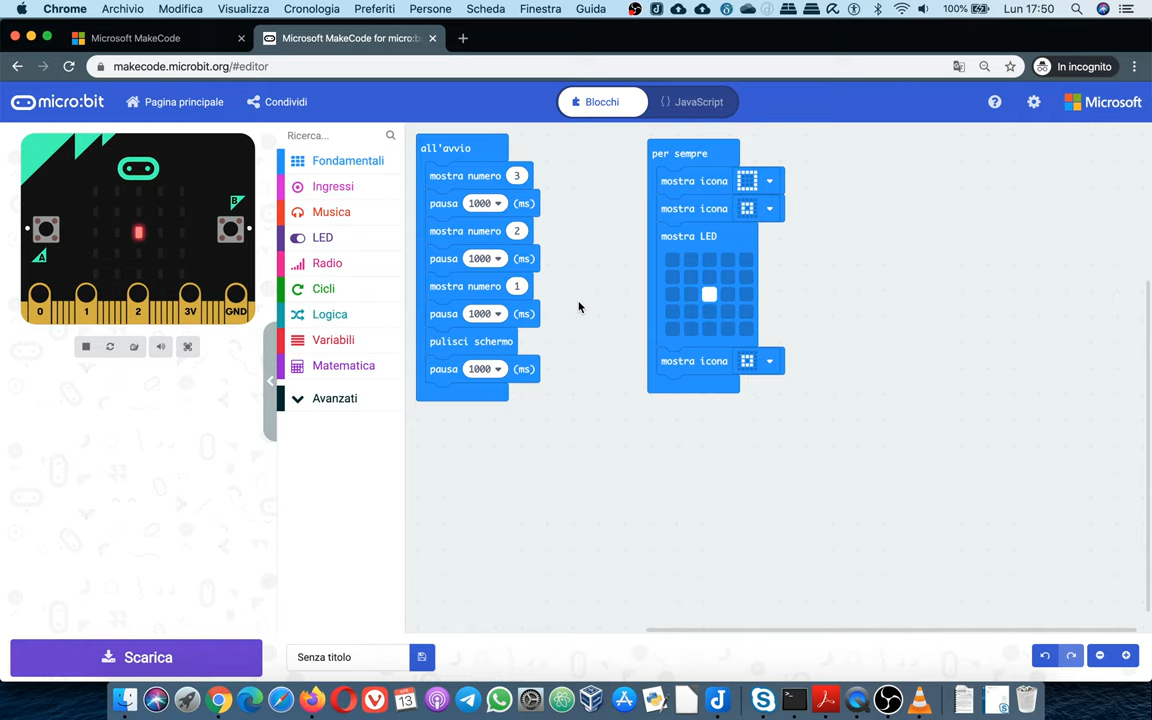 Chrome Archivio Modifica Visualizza Cronologia Preferiti Persone Scheda Finestra Guida 100% Lun 17:50
Microsoft MakeCode Microsoft MakeCode for micro:b
makecode.microbit.org/#editor In incognito
micro:bit Pagina principale Condividi Blocchi { } JavaScript Microsoft
Ricerca...
Fondamentali
Ingressi
Musica
LED
Radio
Cicli
Logica
Variabili
Matematica
Avanzati
B
A
0 1 2 3V GND
all'avvio
mostra numero 3
pausa 1000 (ms)
mostra numero 2
pausa 1000 (ms)
mostra numero 1
pausa 1000 (ms)
pulisci schermo
pausa 1000 (ms)
per sempre
mostra icona
mostra icona
mostra LED
mostra icona
Scarica
Senza titolo
APR
13